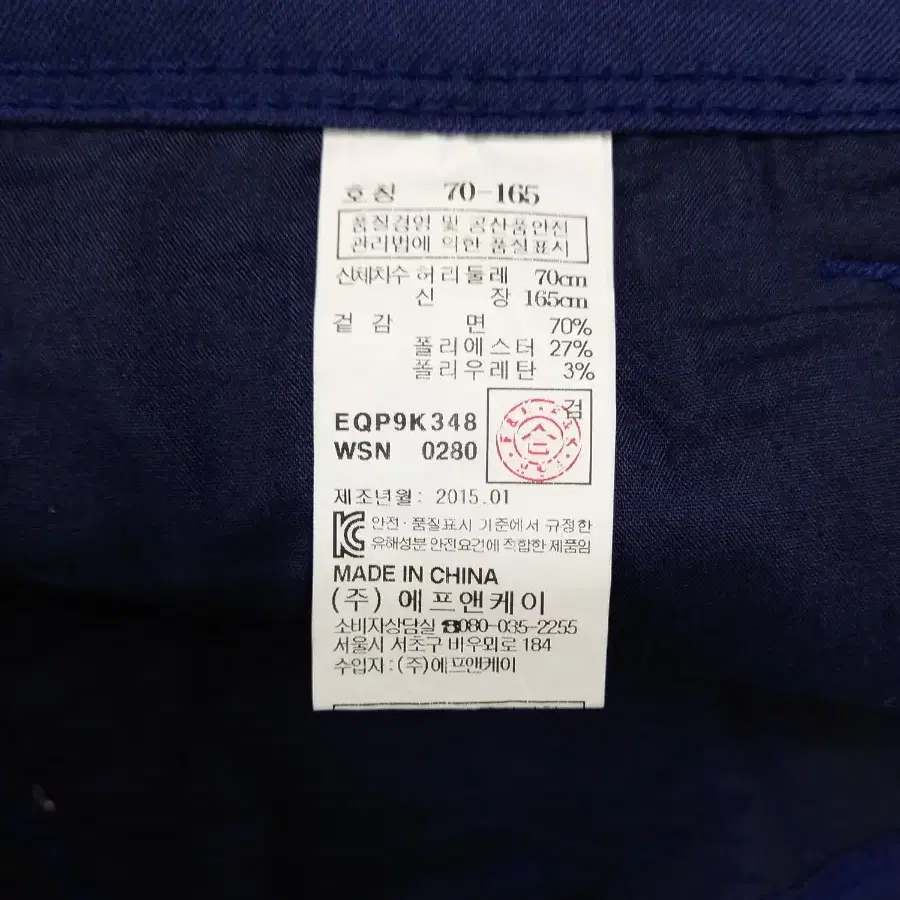 호칭 70-165
품질경영 및 공산품안전
관리법에 의한 품질표시
신체치수 허리둘레 70cm
신 장 165cm
겉 감 면 70%
폴리에스터 27%
폴리우레탄 3%
EQP9K348
WSN 0280
검
합
제조년월: 2015.01
안전·품질표시 기준에서 규정한
유해성분 안전요건에 적합한 제품임
MADE IN CHINA
(주) 에프앤케이
소비자상담실 ☎080-035-2255
서울시 서초구 바우뫼로 184
수입자:(주)에프앤케이